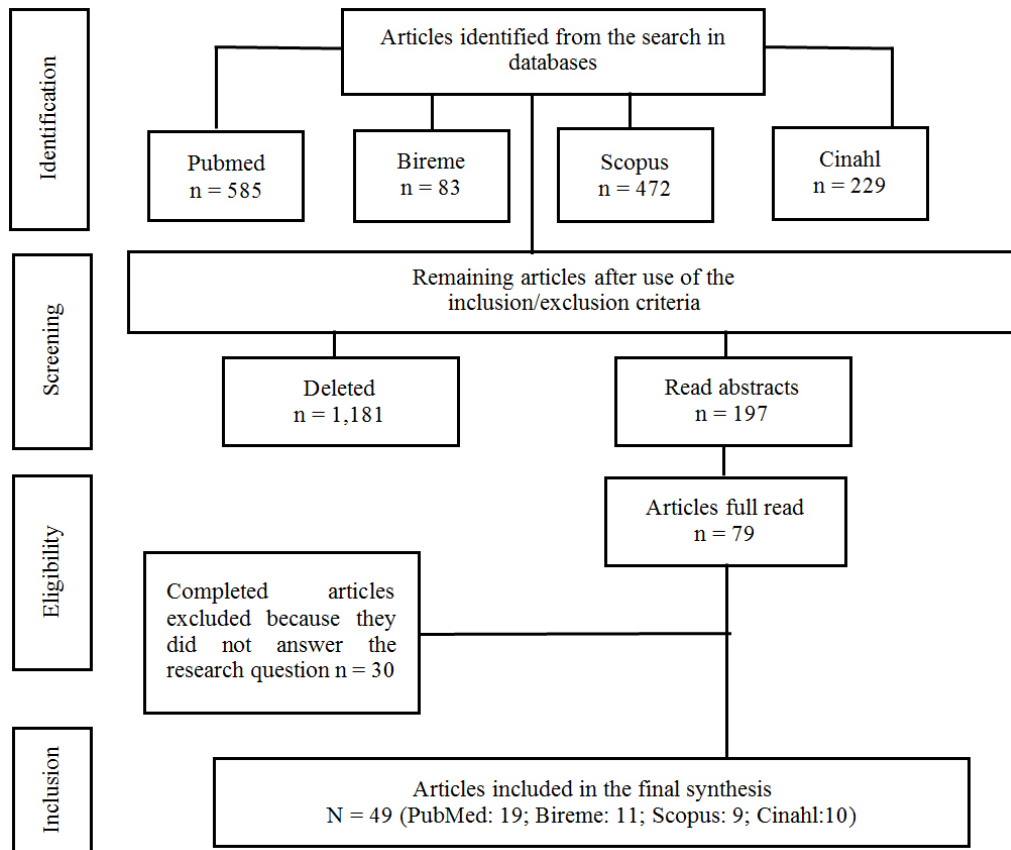 Identification
Articles identified from the search in
databases
Pubmed
n = 585
Bireme
n = 83
Scopus
n = 472
Cinahl
n = 229
Screening
Remaining articles after use of the
inclusion/exclusion criteria
Deleted
n = 1,181
Read abstracts
n = 197
Eligibility
Articles full read
n = 79
Completed articles
excluded because they
did not answer the
research question n = 30
Inclusion
Articles included in the final synthesis
N = 49 (PubMed: 19; Bireme: 11; Scopus: 9; Cinahl:10)